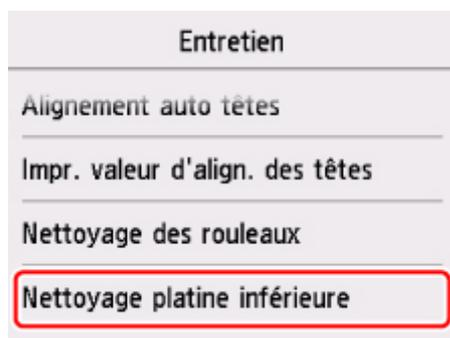 Entretien
Alignement auto têtes
Impr. valeur d'align. des têtes
Nettoyage des rouleaux
Nettoyage platine inférieure